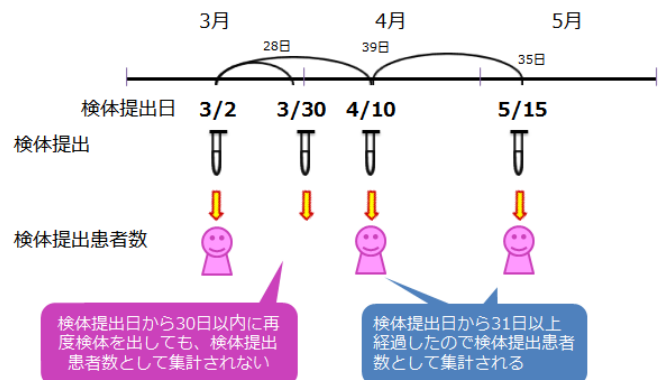 3月 4月 5月
28日 39日 35日
検体提出日 3/2 3/30 4/10 5/15
検体提出
検体提出患者数
検体提出日から30日以内に再
度検体を出しても、検体提出
患者数として集計されない
検体提出日から31日以上
経過したので検体提出患者
数として集計される